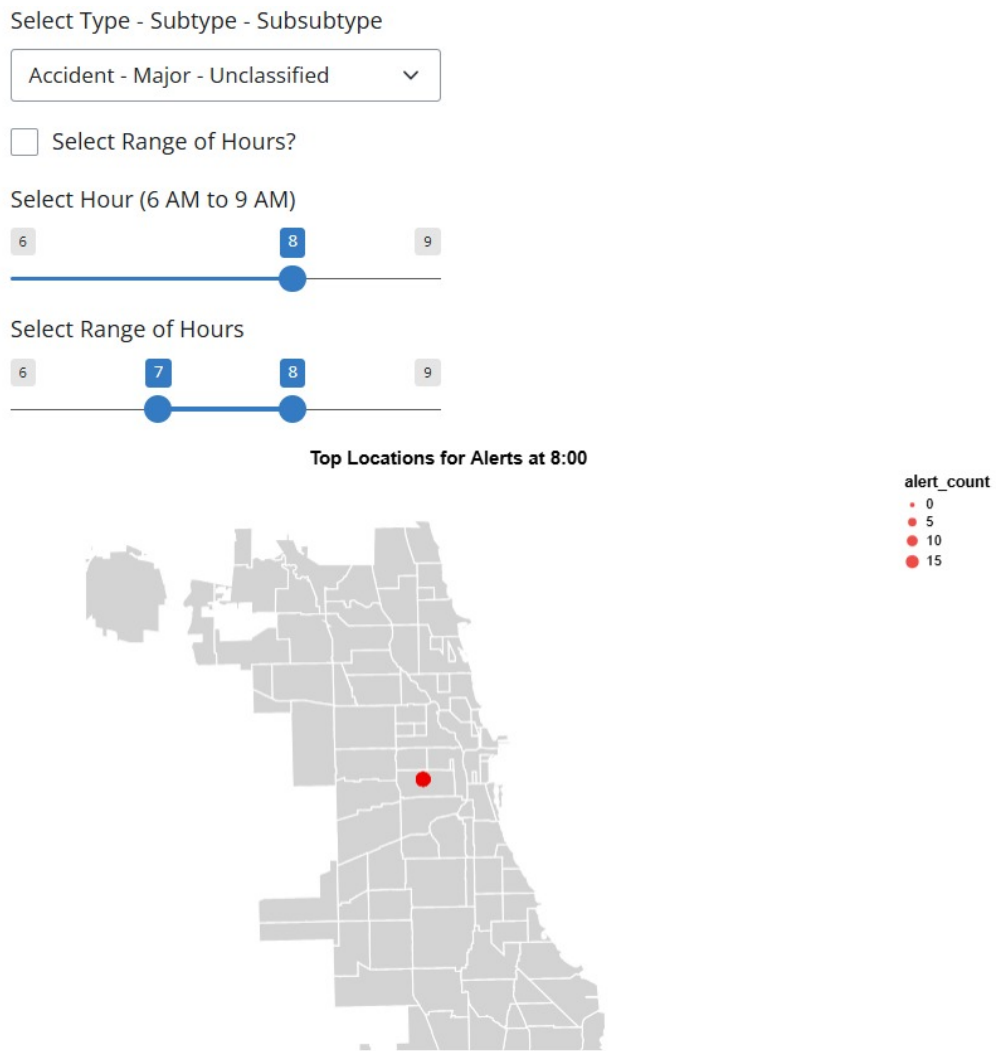 Select Type - Subtype - Subsubtype
Accident - Major - Unclassified
Select Range of Hours?
Select Hour (6 AM to 9 AM)
6 8 9
Select Range of Hours
6 7 8 9
Top Locations for Alerts at 8:00
alert_count
0
5
10
15